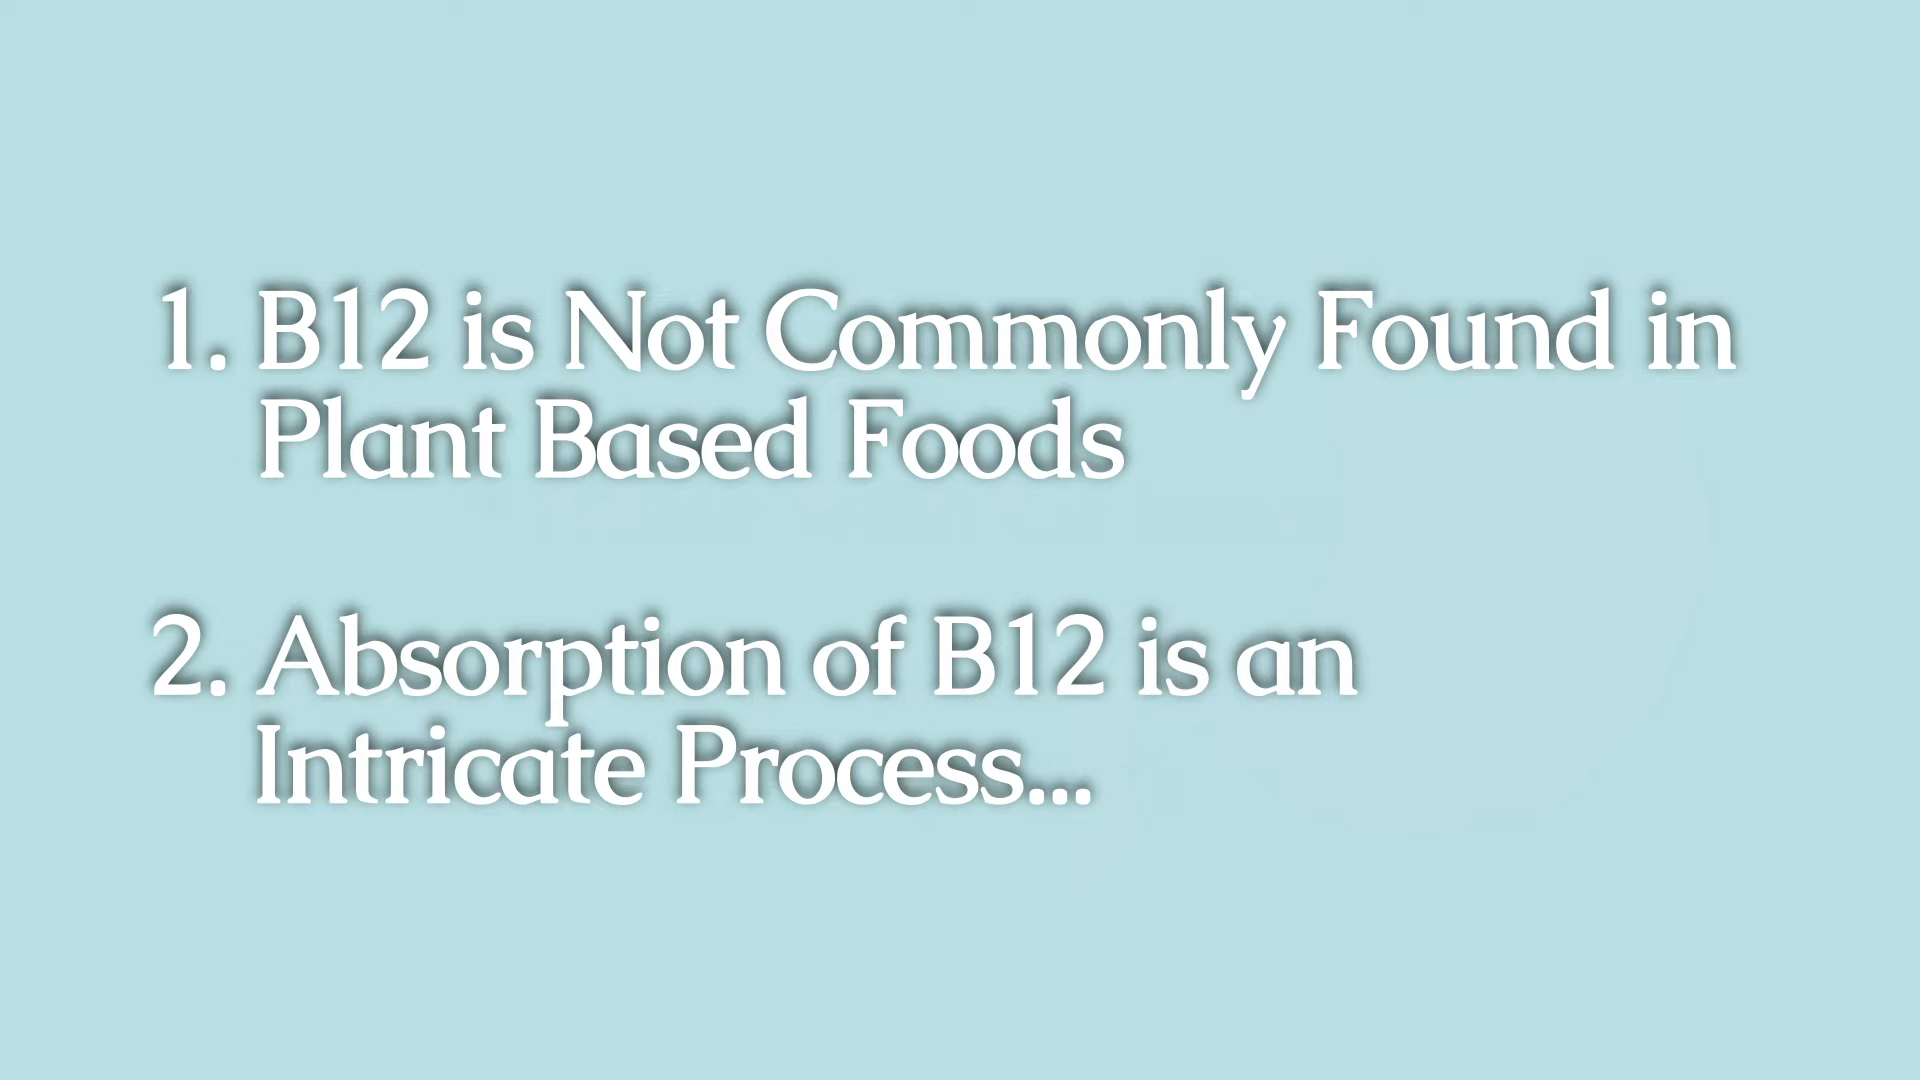 1. B12 is Not Commonly Found in
Plant Based Foods
2. Absorption of B12 is an
Intricate Process...